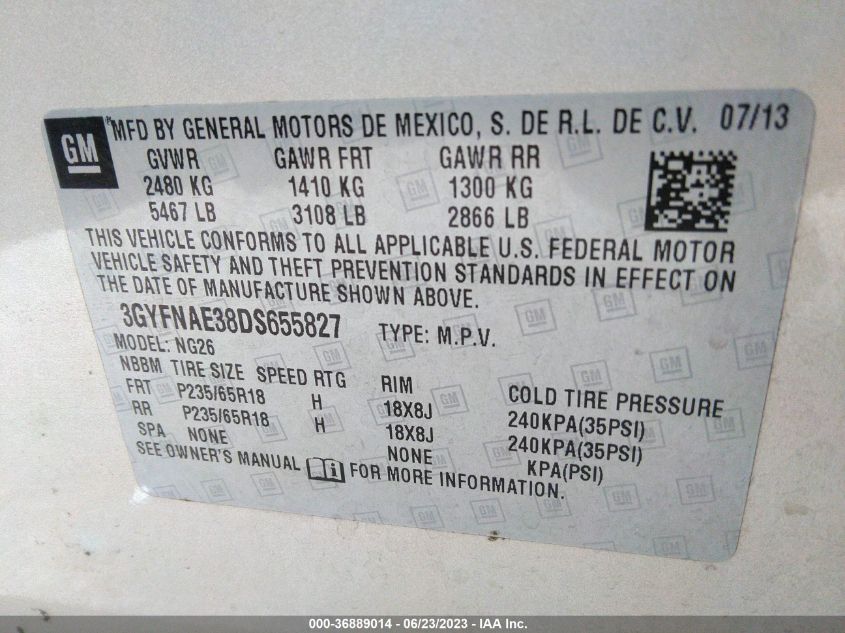 GM
® MFD BY GENERAL MOTORS DE MEXICO, S. DE R.L. DE C.V. 07/13
GVWR GAWR FRT GAWR RR
2480 KG 1410 KG 1300 KG
5467 LB 3108 LB 2866 LB
THIS VEHICLE CONFORMS TO ALL APPLICABLE U.S. FEDERAL MOTOR
VEHICLE SAFETY AND THEFT PREVENTION STANDARDS IN EFFECT ON
THE DATE OF MANUFACTURE SHOWN ABOVE.
3GYFNAE38DS655827 TYPE: M.P.V.
MODEL: NG26
NBBM TIRE SIZE SPEED RTG RIM COLD TIRE PRESSURE
FRT P235/65R18 H 18X8J 240KPA(35PSI)
RR P235/65R18 H 18X8J 240KPA(35PSI)
SPA NONE NONE KPA(PSI)
SEE OWNER'S MANUAL i FOR MORE INFORMATION.
000-36889014 - 06/23/2023 - IAA Inc.